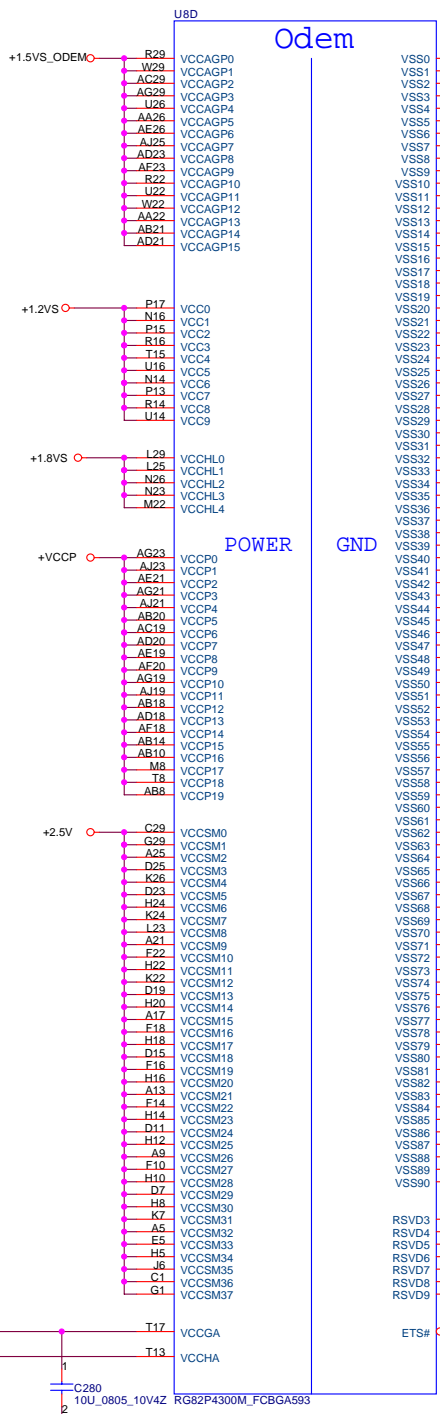 U8D
Odem
+1.5VS_ODEM R29 VCCAGP0 VSS0
W29 VCCAGP1 VSS1
AC29 VCCAGP2 VSS2
AG29 VCCAGP3 VSS3
U26 VCCAGP4 VSS4
AA26 VCCAGP5 VSS5
AE26 VCCAGP6 VSS6
AJ25 VCCAGP7 VSS7
AD23 VCCAGP8 VSS8
AF23 VCCAGP9 VSS9
R22 VCCAGP10 VSS10
U22 VCCAGP11 VSS11
W22 VCCAGP12 VSS12
AA22 VCCAGP13 VSS13
AB21 VCCAGP14 VSS14
AD21 VCCAGP15 VSS15
VSS16
VSS17
VSS18
VSS19
+1.2VS P17 VCC0 VSS20
N16 VCC1 VSS21
P15 VCC2 VSS22
R16 VCC3 VSS23
T15 VCC4 VSS24
U16 VCC5 VSS25
N14 VCC6 VSS26
P13 VCC7 VSS27
R14 VCC8 VSS28
U14 VCC9 VSS29
VSS30
VSS31
+1.8VS L29 VCCHL0 VSS32
L25 VCCHL1 VSS33
N26 VCCHL2 VSS34
N23 VCCHL3 VSS35
M22 VCCHL4 VSS36
VSS37
VSS38
POWER GND VSS39
+VCCP AG23 VCCP0 VSS40
AJ23 VCCP1 VSS41
AE21 VCCP2 VSS42
AG21 VCCP3 VSS43
AJ21 VCCP4 VSS44
AB20 VCCP5 VSS45
AC19 VCCP6 VSS46
AD20 VCCP7 VSS47
AE19 VCCP8 VSS48
AF20 VCCP9 VSS49
AG19 VCCP10 VSS50
AJ19 VCCP11 VSS51
AB18 VCCP12 VSS52
AD18 VCCP13 VSS53
AF18 VCCP14 VSS54
AB14 VCCP15 VSS55
AB10 VCCP16 VSS56
M8 VCCP17 VSS57
T8 VCCP18 VSS58
AB8 VCCP19 VSS59
VSS60
VSS61
+2.5V C29 VCCSM0 VSS62
G29 VCCSM1 VSS63
A25 VCCSM2 VSS64
D25 VCCSM3 VSS65
K26 VCCSM4 VSS66
D23 VCCSM5 VSS67
H24 VCCSM6 VSS68
K24 VCCSM7 VSS69
L23 VCCSM8 VSS70
A21 VCCSM9 VSS71
F22 VCCSM10 VSS72
H22 VCCSM11 VSS73
K22 VCCSM12 VSS74
D19 VCCSM13 VSS75
H20 VCCSM14 VSS76
A17 VCCSM15 VSS77
F18 VCCSM16 VSS78
H18 VCCSM17 VSS79
D15 VCCSM18 VSS80
F16 VCCSM19 VSS81
H16 VCCSM20 VSS82
A13 VCCSM21 VSS83
F14 VCCSM22 VSS84
H14 VCCSM23 VSS85
D11 VCCSM24 VSS86
H12 VCCSM25 VSS87
A9 VCCSM26 VSS88
F10 VCCSM27 VSS89
H10 VCCSM28 VSS90
D7 VCCSM29
H8 VCCSM30
K7 VCCSM31 RSVD3
A5 VCCSM32 RSVD4
E5 VCCSM33 RSVD5
H5 VCCSM34 RSVD6
J6 VCCSM35 RSVD7
C1 VCCSM36 RSVD8
G1 VCCSM37 RSVD9
T17 VCCGA ETS#
T13 VCCHA
1
C280
10U_0805_10V4Z RG82P4300M_FCBGA593
2